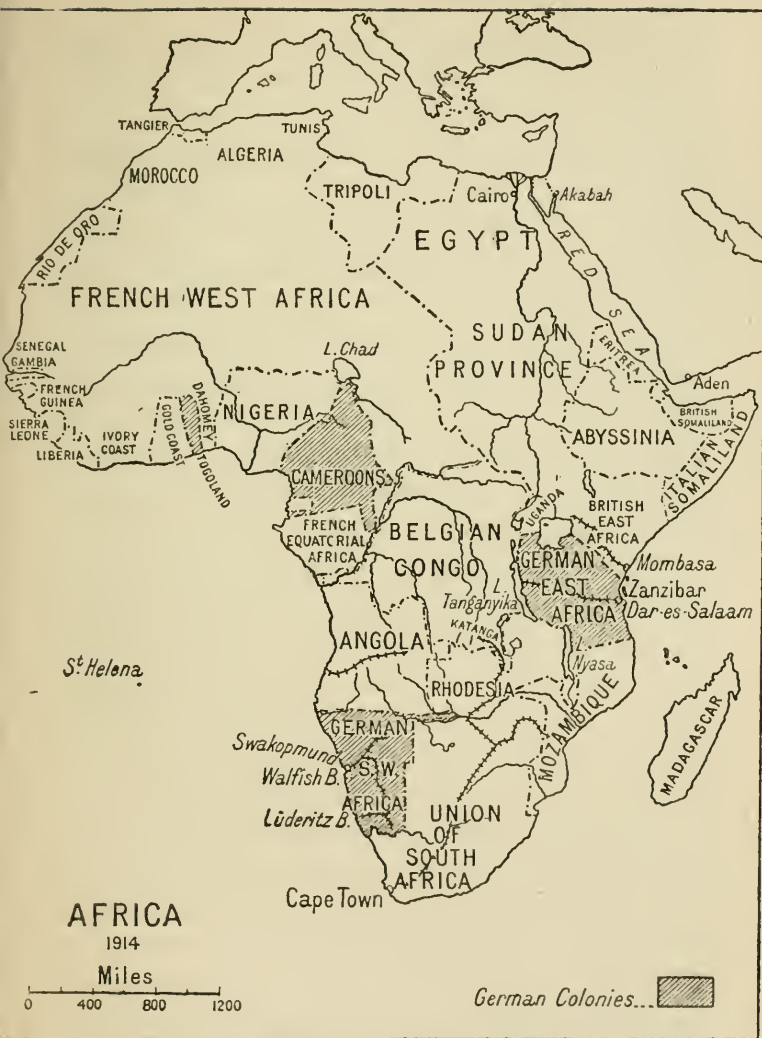 TANGIER
TUNIS
ALGERIA
MOROCCO
TRIPOLI
Cairo
Akabah
EGYPT
RED SEA
RIO DE ORO
FRENCH WEST AFRICA
SUDAN
PROVINCE
ERITREA
Aden
SENEGAL
GAMBIA
FRENCH
GUINEA
SIERRA
LEONE
LIBERIA
IVORY
COAST
GOLD COAST
DAHOMEY
TOGOLAND
L. Chad
NIGERIA
BRITISH
SOMALILAND
ABYSSINIA
ITALIAN
SOMALILAND
CAMEROONS
UGANDA
BRITISH
EAST
AFRICA
FRENCH
EQUATORIAL
AFRICA
BELGIAN
CONGO
GERMAN
EAST
AFRICA
Mombasa
Zanzibar
Dar-es-Salaam
L.
Tanganyika
KATANGA
ANGOLA
L.
Nyasa
St Helena
RHODESIA
MOZAMBIQUE
MADAGASCAR
GERMAN
S.W.
AFRICA
Swakopmund
Walfish B.
Lüderitz B.
UNION
OF
SOUTH
AFRICA
Cape Town
AFRICA
1914
Miles
0 400 800 1200
German Colonies...